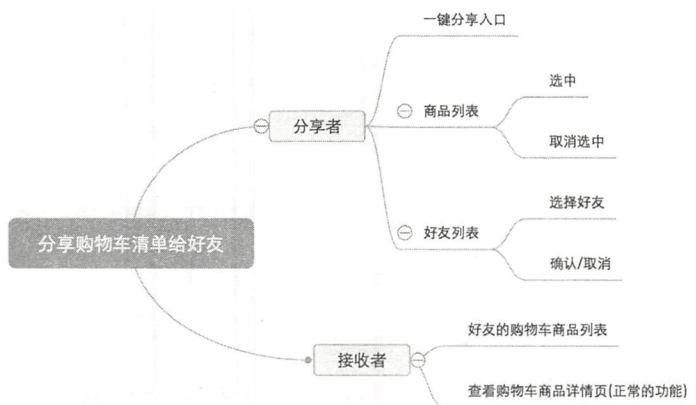 一键分享入口
选中
商品列表
分享者
取消选中
选择好友
好友列表
分享购物车清单给好友
确认/取消
好友的购物车商品列表
接收者
查看购物车商品详情页(正常的功能)